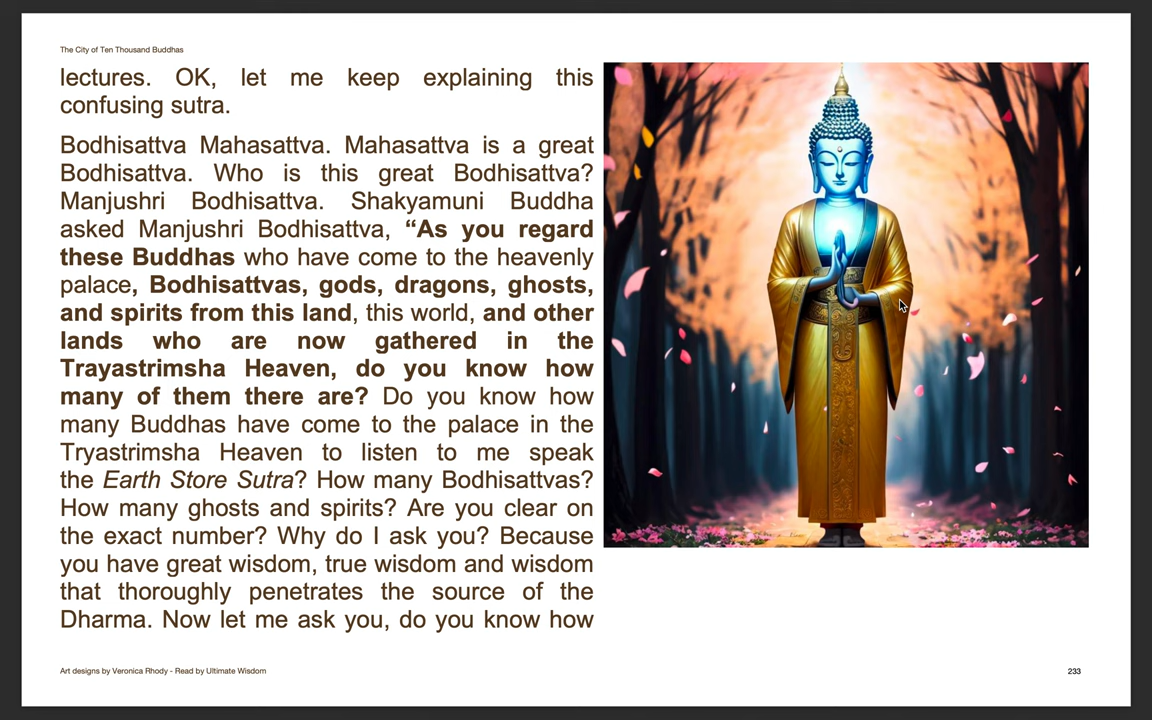 The City of Ten Thousand Buddhas
lectures. OK, let me keep explaining this
confusing sutra.
Bodhisattva Mahasattva. Mahasattva is a great
Bodhisattva. Who is this great Bodhisattva?
Manjushri Bodhisattva. Shakyamuni Buddha
asked Manjushri Bodhisattva, “As you regard
these Buddhas who have come to the heavenly
palace, Bodhisattvas, gods, dragons, ghosts,
and spirits from this land, this world, and other
lands who are now gathered in the
Trayastrimsha Heaven, do you know how
many of them there are? Do you know how
many Buddhas have come to the palace in the
Tryastrimsha Heaven to listen to me speak
the Earth Store Sutra? How many Bodhisattvas?
How many ghosts and spirits? Are you clear on
the exact number? Why do I ask you? Because
you have great wisdom, true wisdom and wisdom
that thoroughly penetrates the source of the
Dharma. Now let me ask you, do you know how
Art designs by Veronica Rhody - Read by Ultimate Wisdom
233